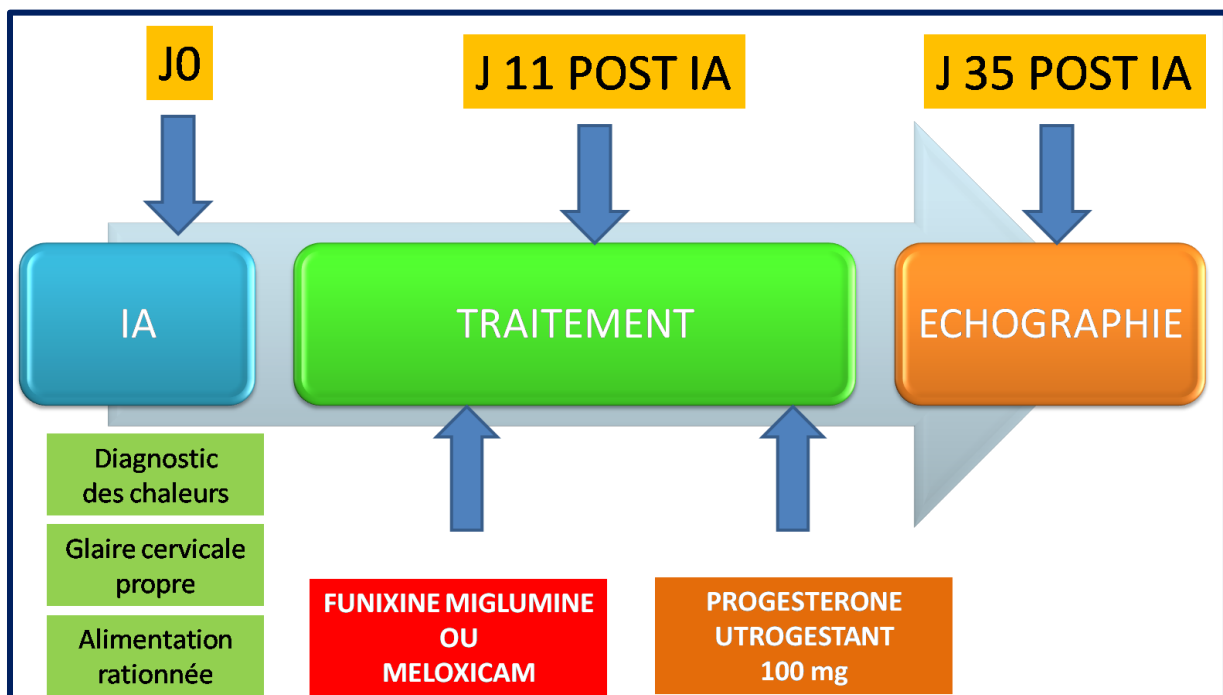 J0
J 11 POST IA
J 35 POST IA
IA
TRAITEMENT
ECHOGRAPHIE
Diagnostic
des chaleurs
Glaire cervicale
propre
Alimentation
rationnée
FUNIXINE MIGLUMINE
OU
MELOXICAM
PROGESTERONE
UTROGESTANT
100 mg